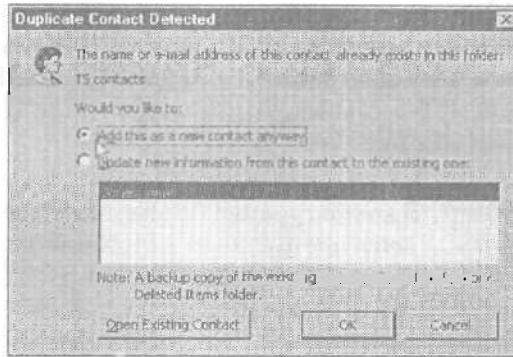 Duplicate Contact Detected
The name or e-mail address of this contact already exists in this folder:
TS contacts
Would you like to:
Add this as a new contact anyway
Update new information from this contact to the existing one:
Note: A backup copy of the
Deleted Items folder.
Open Existing Contact
OK
Cancel